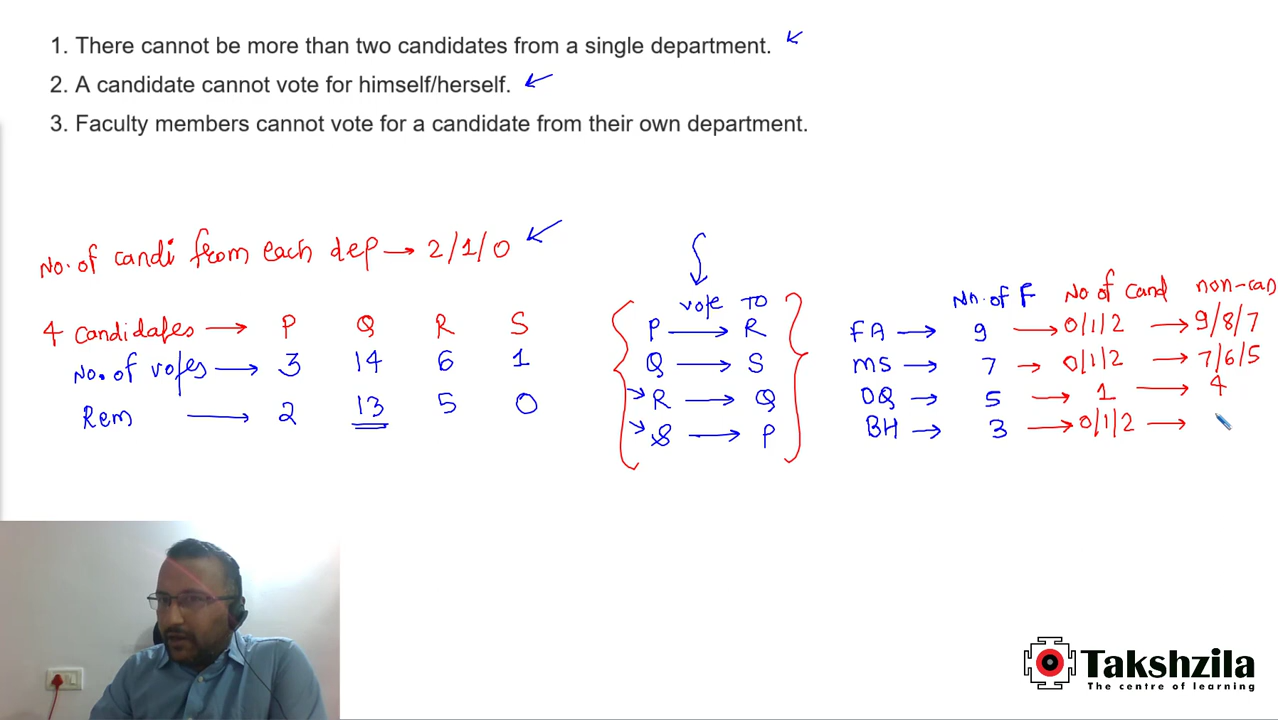 1. There cannot be more than two candidates from a single department.
2. A candidate cannot vote for himself/herself.
3. Faculty members cannot vote for a candidate from their own department.
No. of candi from each dep → 2/1/0
4 candidates → P Q R S
No. of votes → 3 14 6 1
Rem → 2 13 5 0
vote TO
P → R
Q → S
R → Q
S → P
No. of F No of cand non-can
FA → 9 → 0/1/2 → 9/8/7
MS → 7 → 0/1/2 → 7/6/5
OQ → 5 → 1 → 4
BH → 3 → 0/1/2 →
Takshzila
The centre of learning